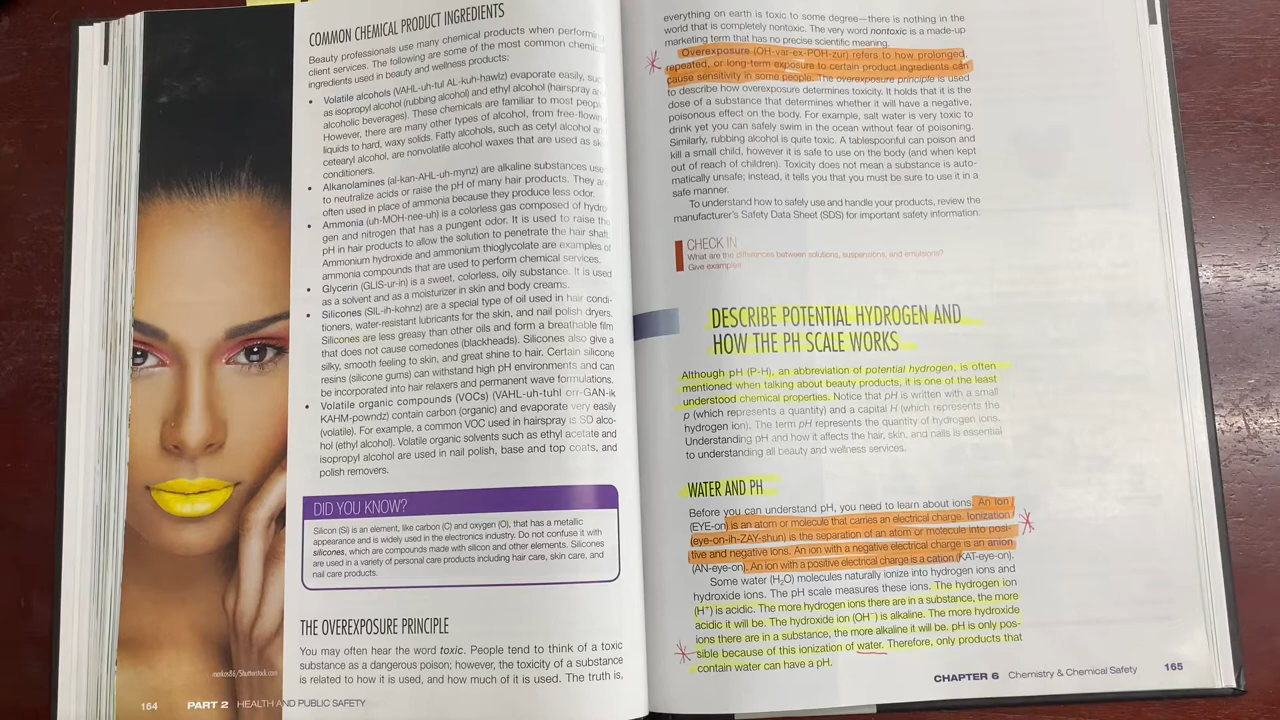 COMMON CHEMICAL PRODUCT INGREDIENTS
Beauty professionals use many chemical products when performing
client services. The following are some of the most common chemical
ingredients used in beauty and wellness products:
• Volatile alcohols (VAHL-uh-tul AL-kuh-hawlz) evaporate easily, such
as isopropyl alcohol (rubbing alcohol) and ethyl alcohol (hairspray and
alcoholic beverages). These chemicals are familiar to most people.
However, there are many other types of alcohol, from free-flowing
liquids to hard, waxy solids. Fatty alcohols, such as cetyl alcohol and
cetearyl alcohol, are nonvolatile alcohol waxes that are used as skin
conditioners.
• Alkanolamines (al-kan-AHL-uh-mynz) are alkaline substances used
to neutralize acids or raise the pH of many hair products. They are
often used in place of ammonia because they produce less odor.
• Ammonia (uh-MOH-nee-uh) is a colorless gas composed of hydro
gen and nitrogen that has a pungent odor. It is used to raise the
pH in hair products to allow the solution to penetrate the hair shaft.
Ammonium hydroxide and ammonium thioglycolate are examples of
ammonia compounds that are used to perform chemical services.
• Glycerin (GLIS-ur-in) is a sweet, colorless, oily substance. It is used
as a solvent and as a moisturizer in skin and body creams.
• Silicones (SIL-ih-kohnz) are a special type of oil used in hair condi-
tioners, water-resistant lubricants for the skin, and nail polish dryers.
Silicones are less greasy than other oils and form a breathable film
that does not cause comedones (blackheads). Silicones also give a
silky, smooth feeling to skin, and great shine to hair. Certain silicone
resins (silicone gums) can withstand high pH environments and can
be incorporated into hair relaxers and permanent wave formulations.
• Volatile organic compounds (VOCs) (VAHL-uh-tuhl orr-GAN-ik
KAHM-powndz) contain carbon (organic) and evaporate very easily
(volatile). For example, a common VOC used in hairspray is SD alco-
hol (ethyl alcohol). Volatile organic solvents such as ethyl acetate and
isopropyl alcohol are used in nail polish, base and top coats, and
polish removers.
DID YOU KNOW?
Silicon (Si) is an element, like carbon (C) and oxygen (O), that has a metallic
appearance and is widely used in the electronics industry. Do not confuse it with
silicones, which are compounds made with silicon and other elements. Silicones
are used in a variety of personal care products including hair care, skin care, and
nail care products.
THE OVEREXPOSURE PRINCIPLE
You may often hear the word toxic. People tend to think of a toxic
substance as a dangerous poison; however, the toxicity of a substance
is related to how it is used, and how much of it is used. The truth is,
markos86/Shutterstock.com
164 PART 2 HEALTH AND PUBLIC SAFETY
everything on earth is toxic to some degree—there is nothing in the
world that is completely nontoxic. The very word nontoxic is a made-up
marketing term that has no precise scientific meaning.
Overexposure (OH-var-ex-POH-zur) refers to how prolonged,
repeated, or long-term exposure to certain product ingredients can
cause sensitivity in some people. The overexposure principle is used
to describe how overexposure determines toxicity. It holds that it is the
dose of a substance that determines whether it will have a negative,
poisonous effect on the body. For example, salt water is very toxic to
drink yet you can safely swim in the ocean without fear of poisoning.
Similarly, rubbing alcohol is quite toxic. A tablespoonful can poison and
kill a small child, however it is safe to use on the body (and when kept
out of reach of children). Toxicity does not mean a substance is auto-
matically unsafe; instead, it tells you that you must be sure to use it in a
safe manner.
To understand how to safely use and handle your products, review the
manufacturer's Safety Data Sheet (SDS) for important safety information.
CHECK IN
What are the differences between solutions, suspensions, and emulsions?
Give examples
DESCRIBE POTENTIAL HYDROGEN AND
HOW THE PH SCALE WORKS
Although pH (P-H), an abbreviation of potential hydrogen, is often
mentioned when talking about beauty products, it is one of the least
understood chemical properties. Notice that pH is written with a small
p (which represents a quantity) and a capital H (which represents the
hydrogen ion). The term pH represents the quantity of hydrogen ions.
Understanding pH and how it affects the hair, skin, and nails is essential
to understanding all beauty and wellness services.
WATER AND PH
Before you can understand pH, you need to learn about ions. An Ion
(EYE-on) is an atom or molecule that carries an electrical charge. Ionization
(eye-on-ih-ZAY-shun) is the separation of an atom or molecule into posi-
tive and negative ions. An ion with a negative electrical charge is an anion
(AN-eye-on). An ion with a positive electrical charge is a cation (KAT-eye-on).
Some water (H₂O) molecules naturally ionize into hydrogen ions and
hydroxide ions. The pH scale measures these ions. The hydrogen ion
(H⁺) is acidic. The more hydrogen ions there are in a substance, the more
acidic it will be. The hydroxide ion (OH⁻) is alkaline. The more hydroxide
ions there are in a substance, the more alkaline it will be. pH is only pos-
sible because of this ionization of water. Therefore, only products that
contain water can have a pH.
CHAPTER 6 Chemistry & Chemical Safety 165